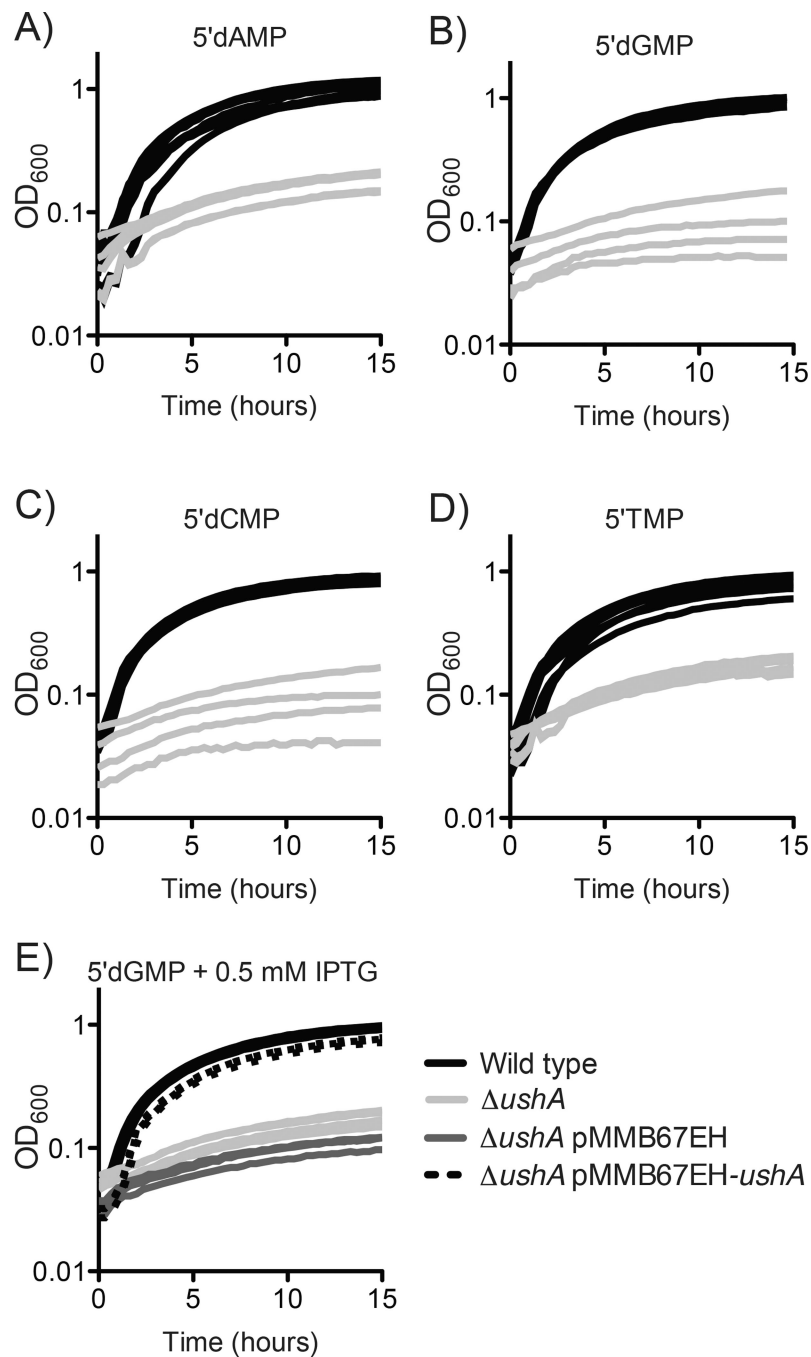 A)
5'dAMP
OD600
1
0.1
0.01
0 5 10 15
Time (hours)
B)
5'dGMP
OD600
1
0.1
0.01
0 5 10 15
Time (hours)
C)
5'dCMP
OD600
1
0.1
0.01
0 5 10 15
Time (hours)
D)
5'TMP
OD600
1
0.1
0.01
0 5 10 15
Time (hours)
E)
5'dGMP + 0.5 mM IPTG
OD600
1
0.1
0.01
0 5 10 15
Time (hours)
Wild type
ΔushA
ΔushA pMMB67EH
ΔushA pMMB67EH-ushA